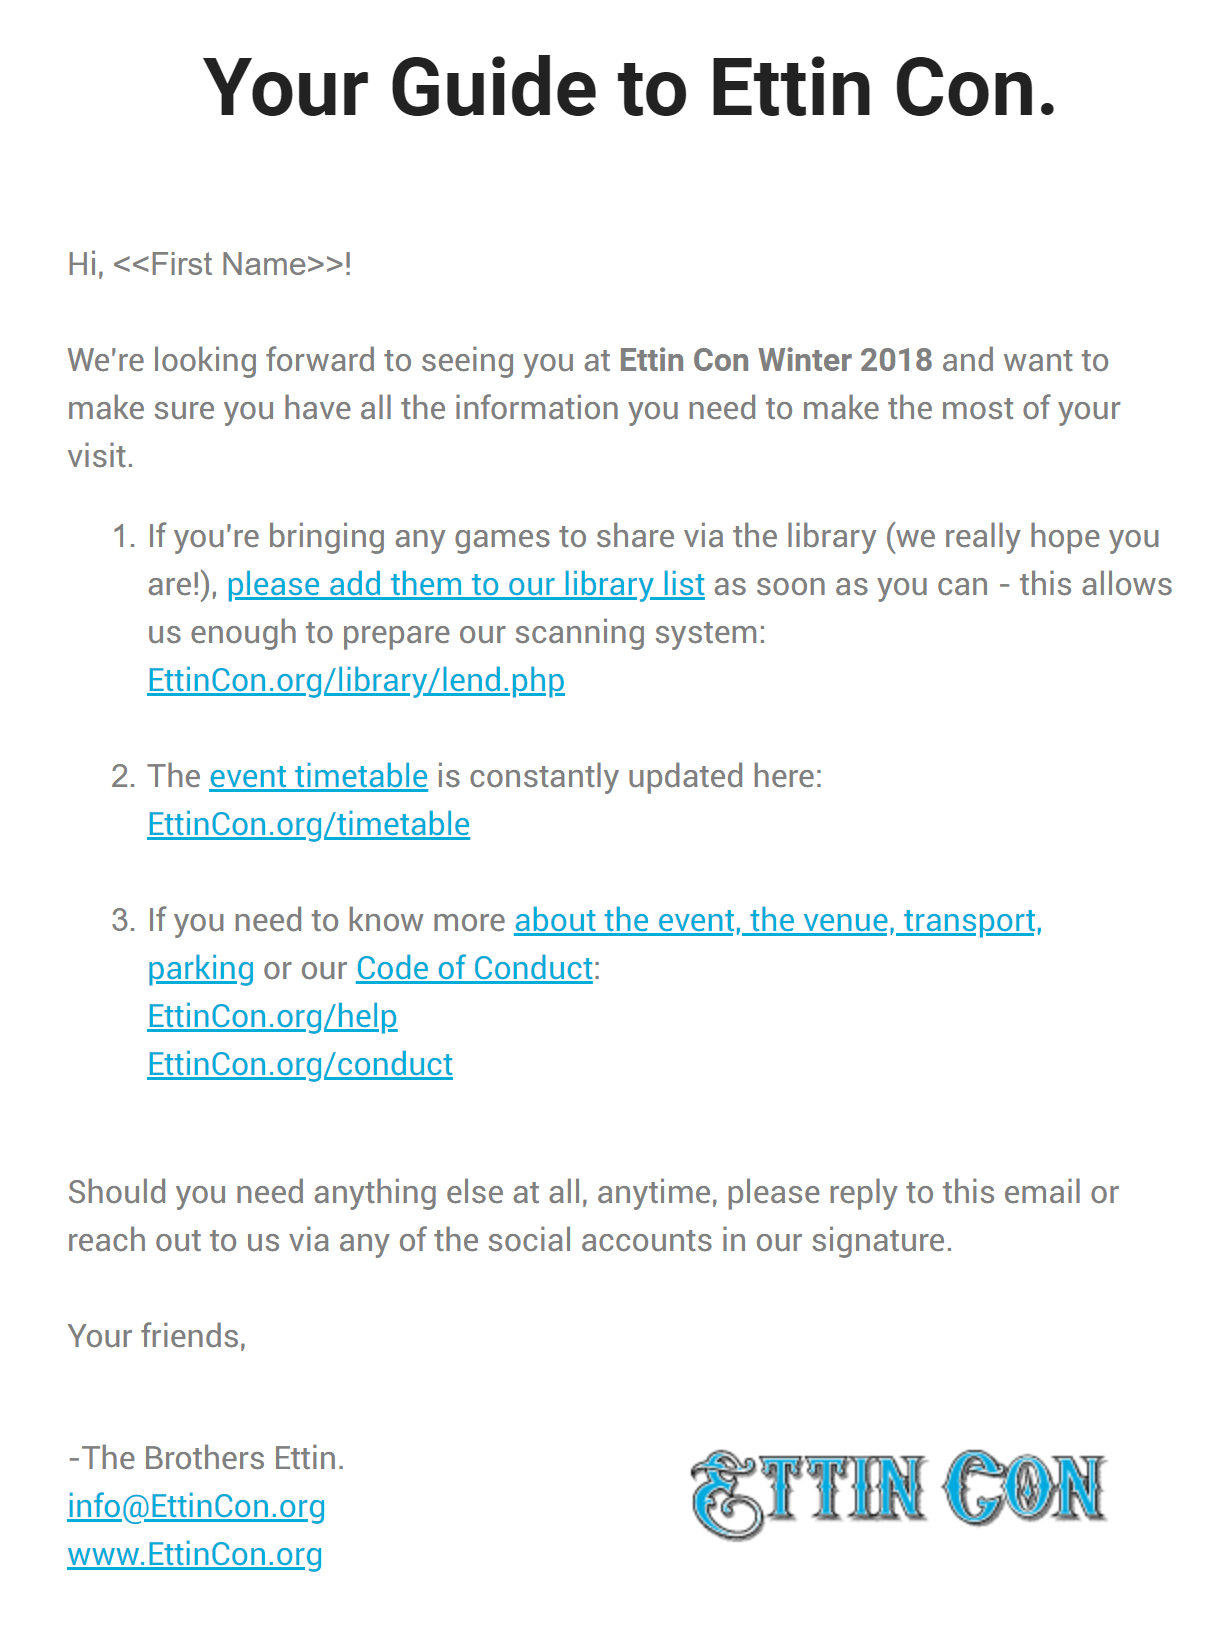 Your Guide to Ettin Con.
Hi, <<First Name>>!
We're looking forward to seeing you at Ettin Con Winter 2018 and want to
make sure you have all the information you need to make the most of your
visit.
1. If you're bringing any games to share via the library (we really hope you
are!), please add them to our library list as soon as you can - this allows
us enough to prepare our scanning system:
EttinCon.org/library/lend.php
2. The event timetable is constantly updated here:
EttinCon.org/timetable
3. If you need to know more about the event, the venue, transport,
parking or our Code of Conduct:
EttinCon.org/help
EttinCon.org/conduct
Should you need anything else at all, anytime, please reply to this email or
reach out to us via any of the social accounts in our signature.
Your friends,
-The Brothers Ettin.
info@EttinCon.org
www.EttinCon.org
ETTIN CON